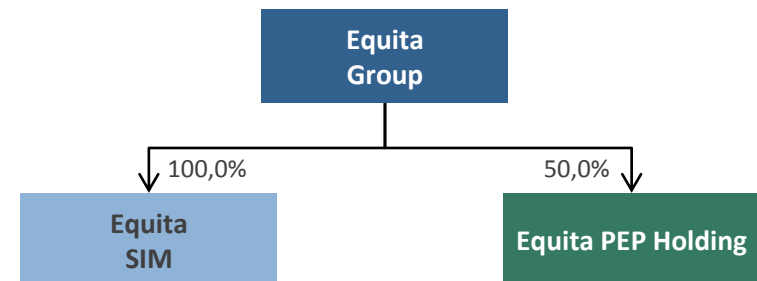 Equita
Group
100,0%
50,0%
Equita
SIM
Equita PEP Holding